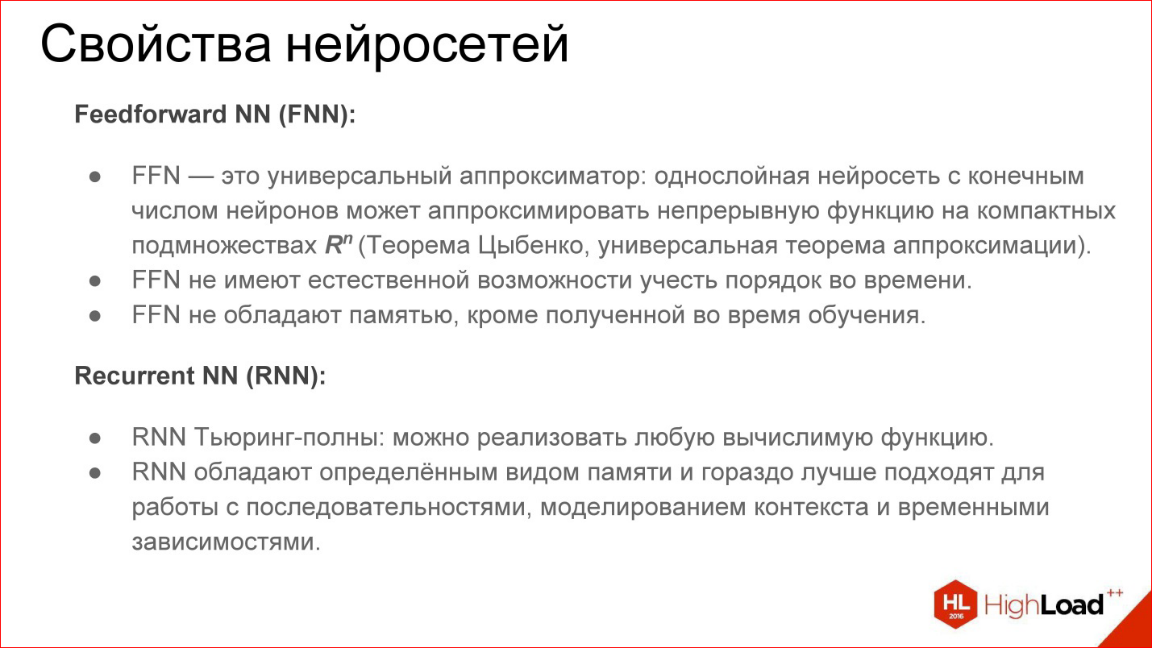 Свойства нейросетей
Feedforward NN (FNN):
● FFN — это универсальный аппроксиматор: однослойная нейросеть с конечным
числом нейронов может аппроксимировать непрерывную функцию на компактных
подмножествах Rⁿ (Теорема Цыбенко, универсальная теорема аппроксимации).
● FFN не имеют естественной возможности учесть порядок во времени.
● FFN не обладают памятью, кроме полученной во время обучения.
Recurrent NN (RNN):
● RNN Тьюринг-полны: можно реализовать любую вычислимую функцию.
● RNN обладают определённым видом памяти и гораздо лучше подходят для
работы с последовательностями, моделированием контекста и временными
зависимостями.
HL
2016
HighLoad++